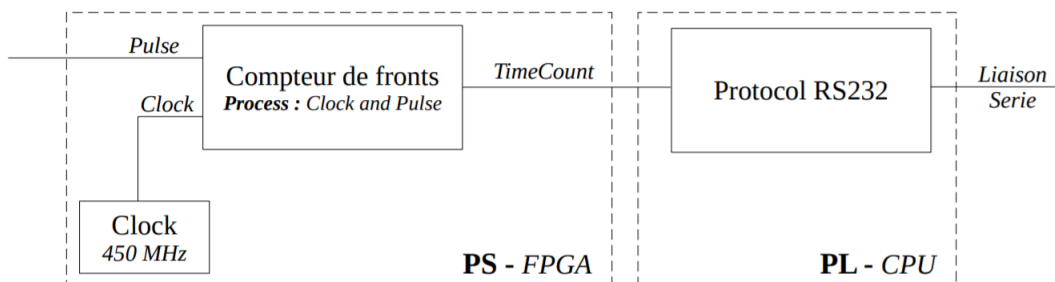 Pulse
Compteur de fronts
Process : Clock and Pulse
Clock
TimeCount
Clock
450 MHz
PS - FPGA
Protocol RS232
Liaison
Serie
PL - CPU